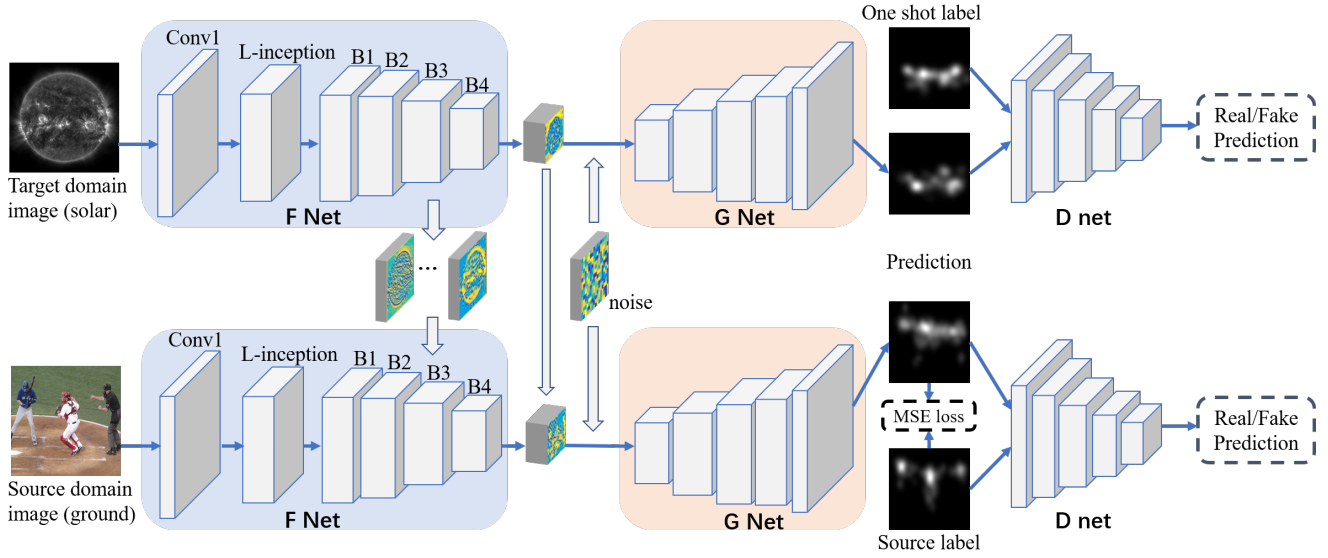 One shot label
Conv1
L-inception
B1
B2
B3
B4
Real/Fake
Prediction
Target domain
image (solar)
F Net
G Net
D net
...
noise
Prediction
Conv1
L-inception
B1
B2
B3
B4
MSE loss
Real/Fake
Prediction
Source domain
image (ground)
F Net
G Net
D net
Source label